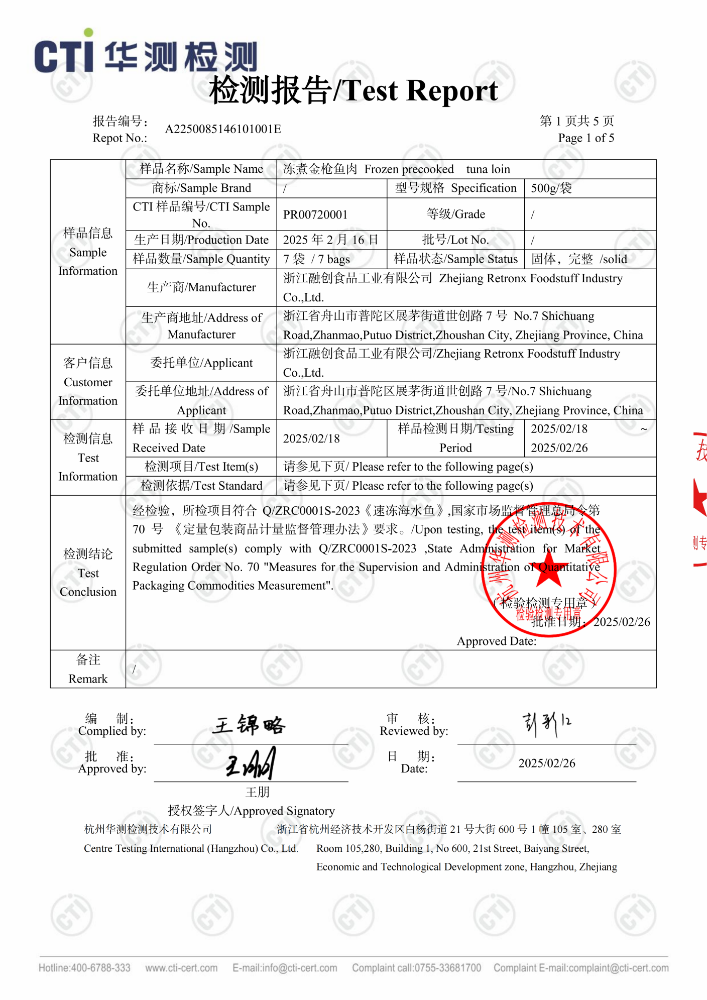 CTI 华测检测
检测报告/Test Report
报告编号：
Repot No.:
A2250085146101001E
第 1 页共 5 页
Page 1 of 5
样品信息
Sample
Information
样品名称/Sample Name
冻煮金枪鱼肉 Frozen precooked tuna loin
商标/Sample Brand
/
型号规格 Specification
500g/袋
CTI 样品编号/CTI Sample
No.
PR00720001
等级/Grade
/
生产日期/Production Date
2025 年 2 月 16 日
批号/Lot No.
/
样品数量/Sample Quantity
7 袋 / 7 bags
样品状态/Sample Status
固体，完整 /solid
生产商/Manufacturer
浙江融创食品工业有限公司 Zhejiang Retronx Foodstuff Industry
Co.,Ltd.
生产商地址/Address of
Manufacturer
浙江省舟山市普陀区展茅街道世创路 7 号 No.7 Shichuang
Road,Zhanmao,Putuo District,Zhoushan City, Zhejiang Province, China
客户信息
Customer
Information
委托单位/Applicant
浙江融创食品工业有限公司/Zhejiang Retronx Foodstuff Industry
Co.,Ltd.
委托单位地址/Address of
Applicant
浙江省舟山市普陀区展茅街道世创路 7 号/No.7 Shichuang
Road,Zhanmao,Putuo District,Zhoushan City, Zhejiang Province, China
检测信息
Test
Information
样品接收日期/Sample
Received Date
2025/02/18
样品检测日期/Testing
Period
2025/02/18 ~
2025/02/26
检测项目/Test Item(s)
请参见下页/ Please refer to the following page(s)
检测依据/Test Standard
请参见下页/ Please refer to the following page(s)
检测结论
Test
Conclusion
经检验，所检项目符合 Q/ZRC0001S-2023《速冻海水鱼》,国家市场监督管理总局令第
70 号 《定量包装商品计量监督管理办法》要求。/Upon testing, the test item(s) of the
submitted sample(s) comply with Q/ZRC0001S-2023 ,State Administration for Market
Regulation Order No. 70 "Measures for the Supervision and Administration of Quantitative
Packaging Commodities Measurement".
（检验检测专用章）
批准日期：2025/02/26
Approved Date:
杭州华测检测技术有限公司
检验检测专用章
技
测专
备注
Remark
/
编 制：
Complied by:
王锦略
审 核：
Reviewed by:
批 准：
Approved by:
王朋
日 期：
Date:
2025/02/26
王朋
授权签字人/Approved Signatory
杭州华测检测技术有限公司
浙江省杭州经济技术开发区白杨街道 21 号大街 600 号 1 幢 105 室、280 室
Centre Testing International (Hangzhou) Co., Ltd.
Room 105,280, Building 1, No 600, 21st Street, Baiyang Street,
Economic and Technological Development zone, Hangzhou, Zhejiang
Hotline:400-6788-333 www.cti-cert.com E-mail:info@cti-cert.com Complaint call:0755-33681700 Complaint E-mail:complaint@cti-cert.com